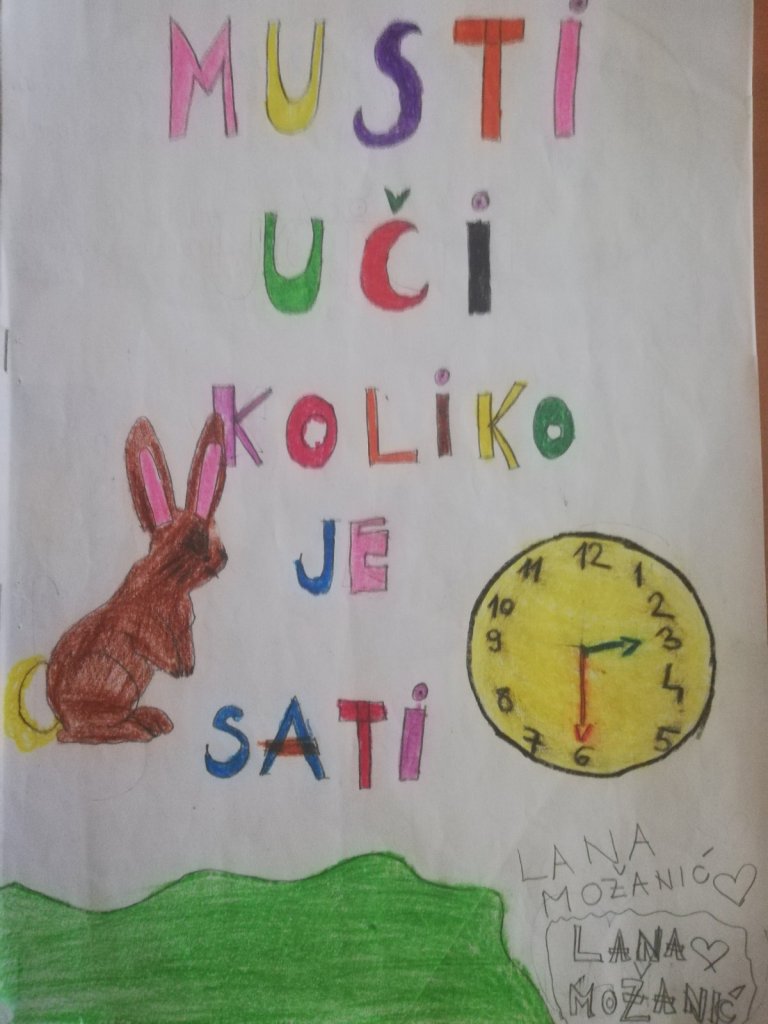 MUSTI
UČI
KOLIKO
JE
SATI
12
11 1
10 2
9 3
8 4
7 6 5
LANA
MOŽANIĆ
LANA
MOŽANIĆ